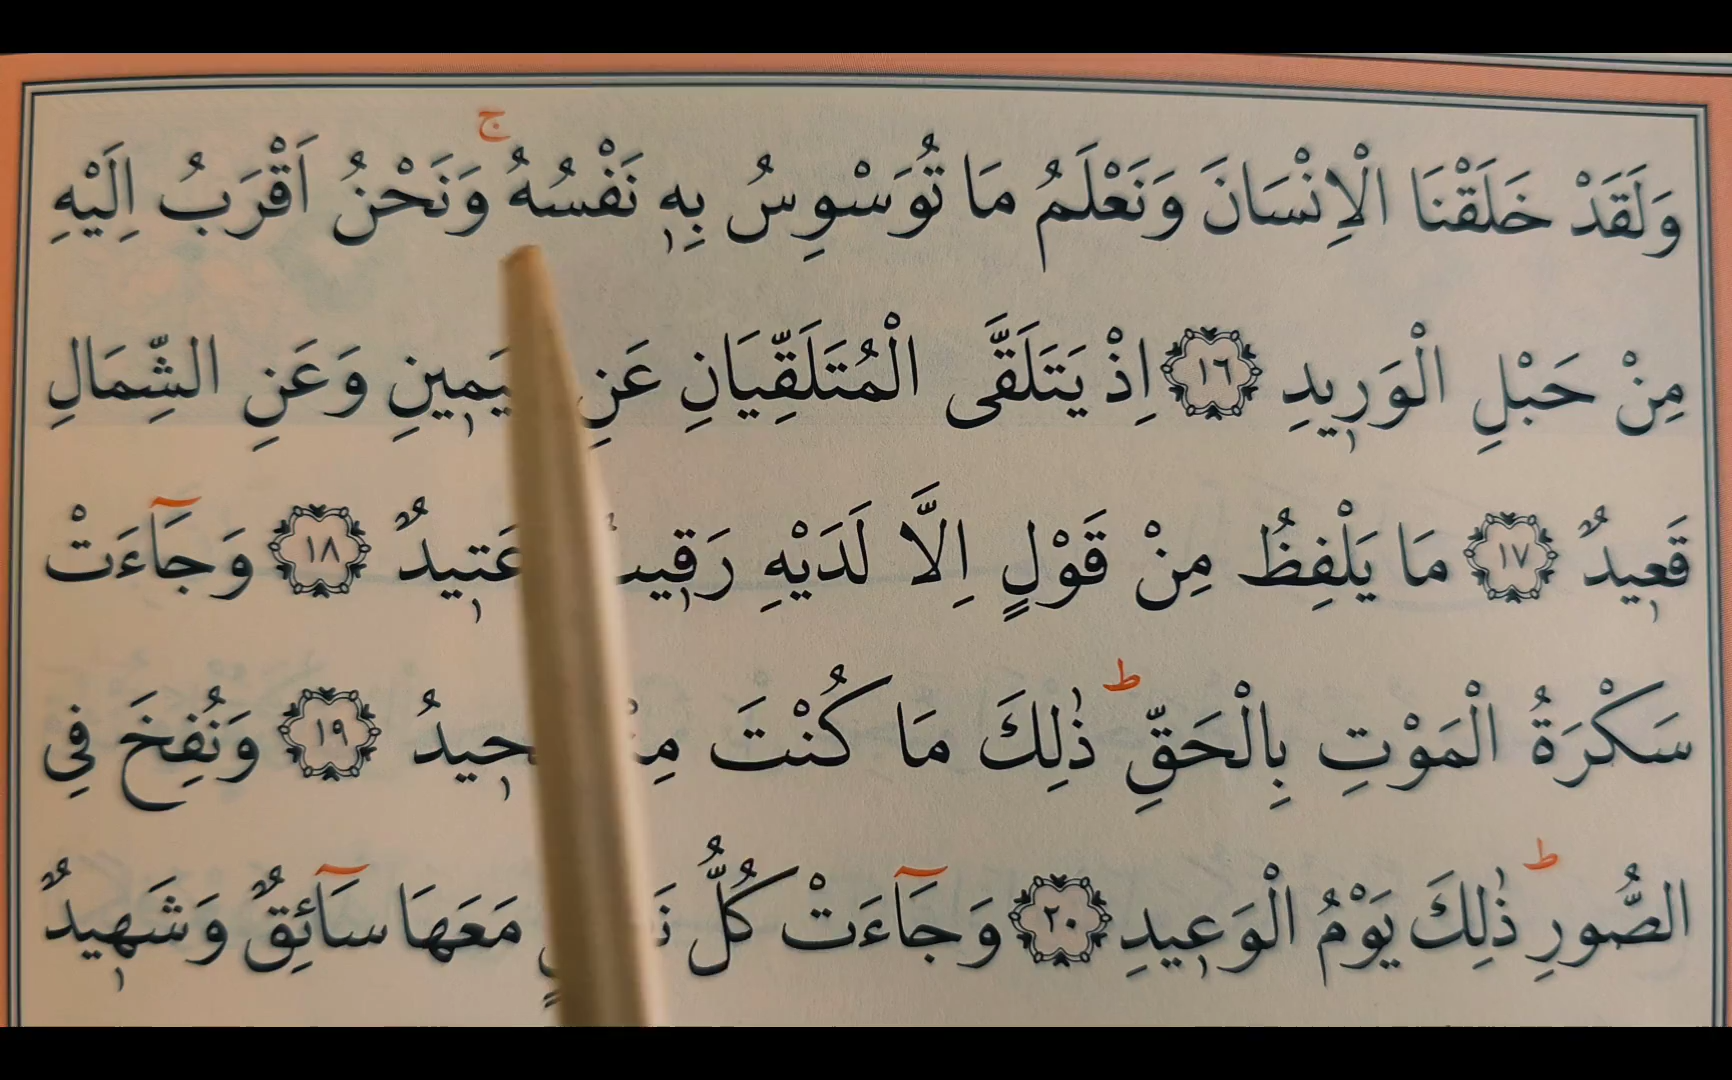 وَلَقَدْ خَلَقْنَا الْاِنْسَانَ وَنَعْلَمُ مَا تُوَسْوِسُ بِهٖ نَفْسُهُۚ وَنَحْنُ اَقْرَبُ اِلَيْهِ
مِنْ حَبْلِ الْوَرٖيدِ ﴿١٦﴾ اِذْ يَتَلَقَّى الْمُتَلَقِّيَانِ عَنِ وَعَنِ الشِّمَالِ
قَعٖيدٌ ﴿١٧﴾ مَا يَلْفِظُ مِنْ قَوْلٍ اِلَّا لَدَيْهِ عَتٖيدٌ ﴿١٨﴾ وَجَٓاءَتْ
سَكْرَةُ الْمَوْتِ بِالْحَقِّؕ ذٰلِكَ مَا كُنْتَ ﴿١٩﴾ وَنُفِخَ فِي
الصُّورِؕ ذٰلِكَ يَوْمُ الْوَعٖيدِ ﴿٢٠﴾ وَجَٓاءَتْ كُلُّ مَعَهَا سَٓائِقٌ وَشَهٖيدٌ